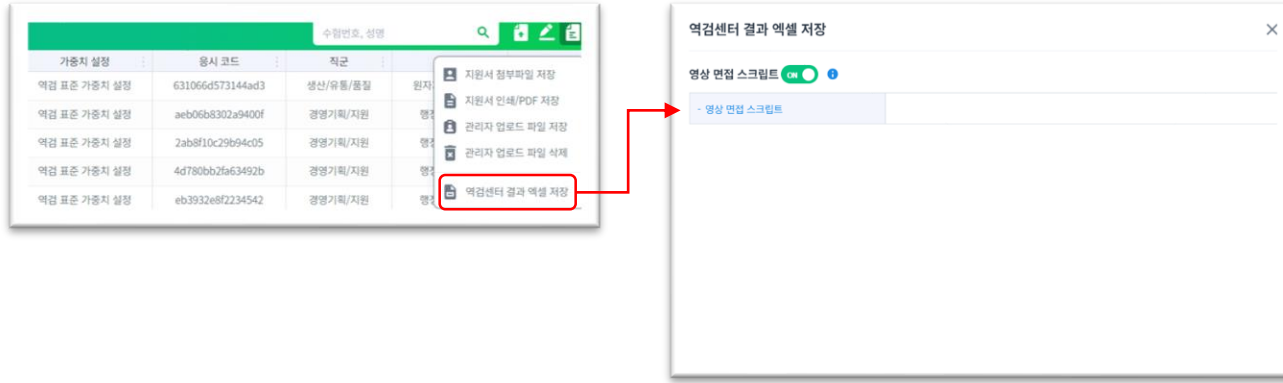 수험번호, 성명
가중치 설정 응시 코드 직군
역검 표준 가중치 설정 631066d573144ad3 생산/유통/품질
역검 표준 가중치 설정 aeb06b8302a9400f 경영기획/지원
역검 표준 가중치 설정 2ab8f10c29b94c05 경영기획/지원
역검 표준 가중치 설정 4d780bb2fa63492b 경영기획/지원
역검 표준 가중치 설정 eb3932e8f2234542 경영기획/지원
지원서 첨부파일 저장
지원서 인쇄/PDF 저장
관리자 업로드 파일 저장
관리자 업로드 파일 삭제
역검센터 결과 엑셀 저장
역검센터 결과 엑셀 저장
영상 면접 스크립트 ON
- 영상 면접 스크립트